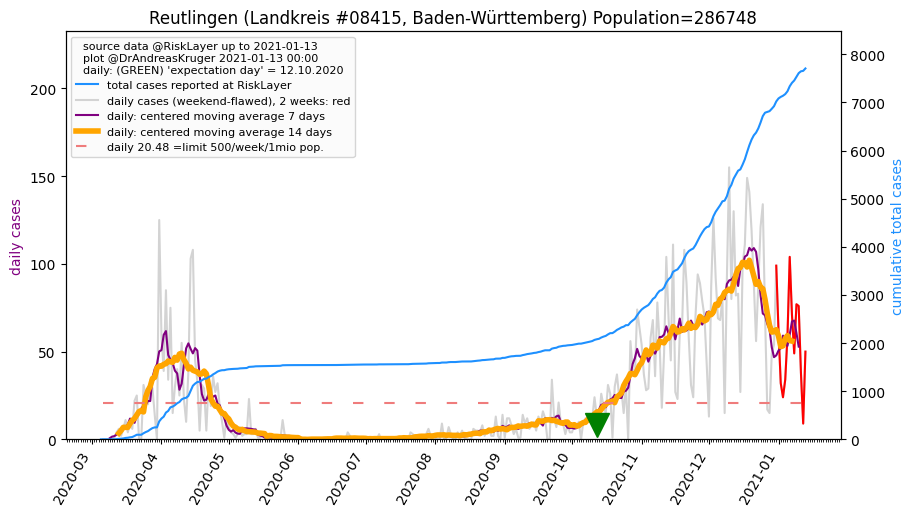 Reutlingen (Landkreis #08415, Baden-Württemberg) Population=286748
source data @RiskLayer up to 2021-01-13
plot @DrAndreasKruger 2021-01-13 00:00
daily: (GREEN) 'expectation day' = 12.10.2020
total cases reported at RiskLayer
daily cases (weekend-flawed), 2 weeks: red
daily: centered moving average 7 days
daily: centered moving average 14 days
daily 20.48 =limit 500/week/1mio pop.
daily cases
200
150
100
50
0
8000
7000
6000
5000
4000
3000
2000
1000
0
cumulative total cases
2020-03
2020-04
2020-05
2020-06
2020-07
2020-08
2020-09
2020-10
2020-11
2020-12
2021-01